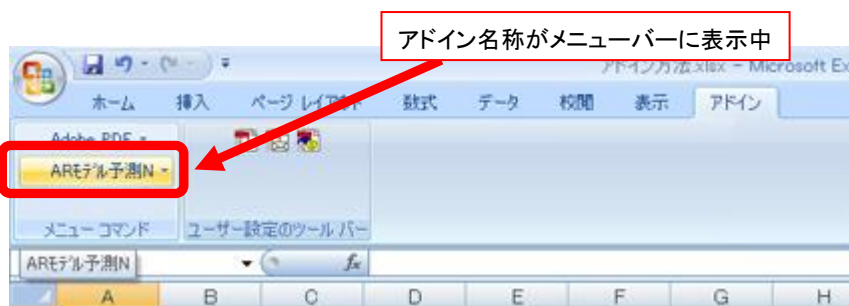 アドイン名称がメニューバーに表示中
アドイン方法.xlsx - Microsoft Ex
ホーム 挿入 ページ レイアウト 数式 データ 校閲 表示 アドイン
Adobe PDF
ARﾓﾃﾞﾙ予測N
メニュー コマンド ユーザー設定のツール バー
ARﾓﾃﾞﾙ予測N fx
A B C D E F G H